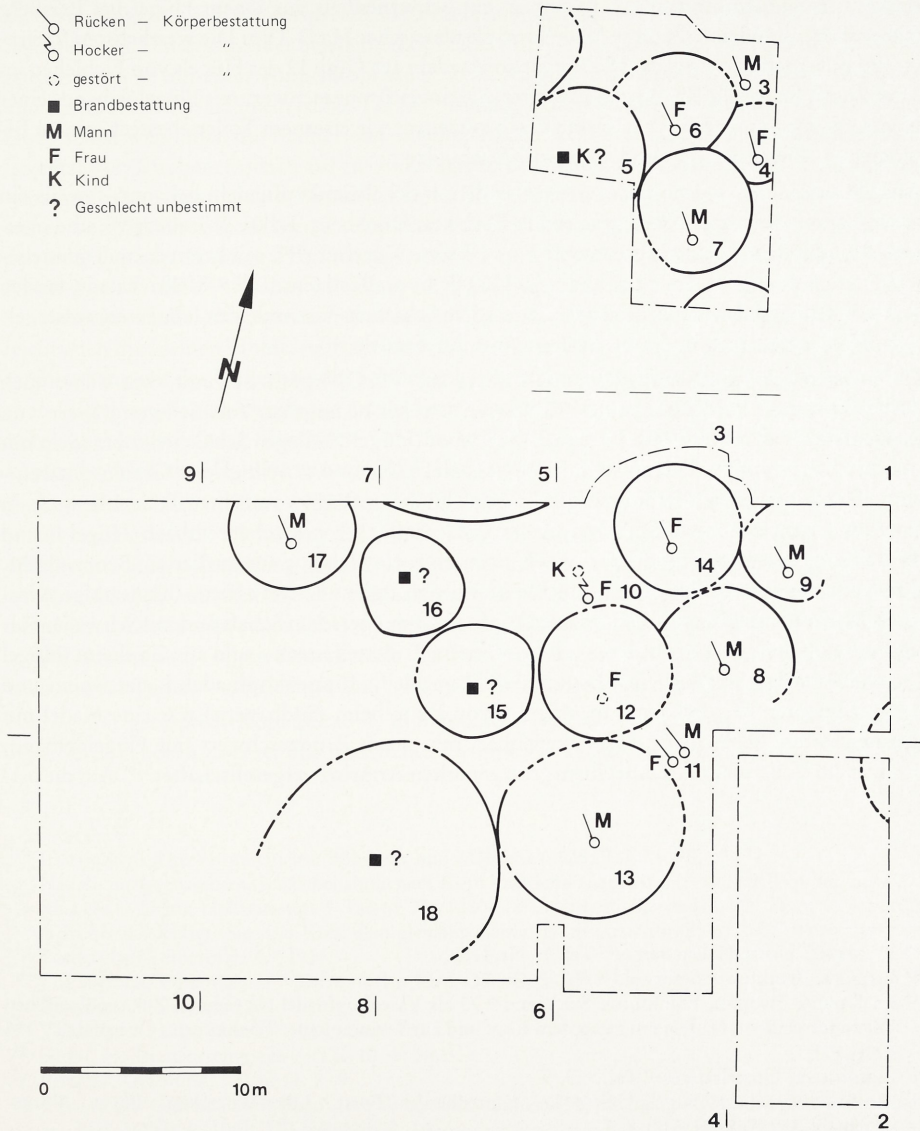 Rücken – Körperbestattung
Hocker – “
gestört – “
Brandbestattung
M Mann
F Frau
K Kind
? Geschlecht unbestimmt
M
3
F
6
F
4
K?
5
M
7
N
3
9 7 5 1
M
17
F
14
M
9
?
16
K
F 10
M
8
?
15
F
12
M
F 11
M
13
?
18
10 8 6
0 10m
4 2